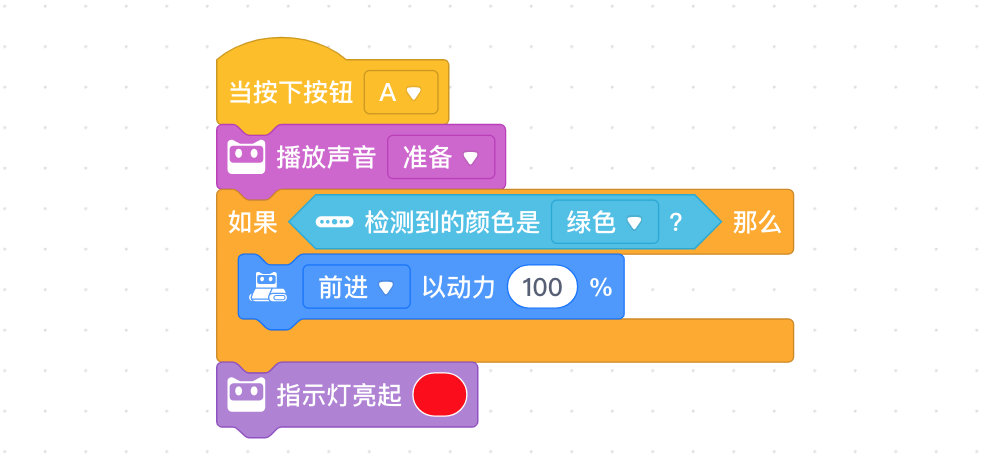 当按下按钮 A
播放声音 准备
如果 检测到的颜色是 绿色 ? 那么
前进 以动力 100 %
指示灯亮起